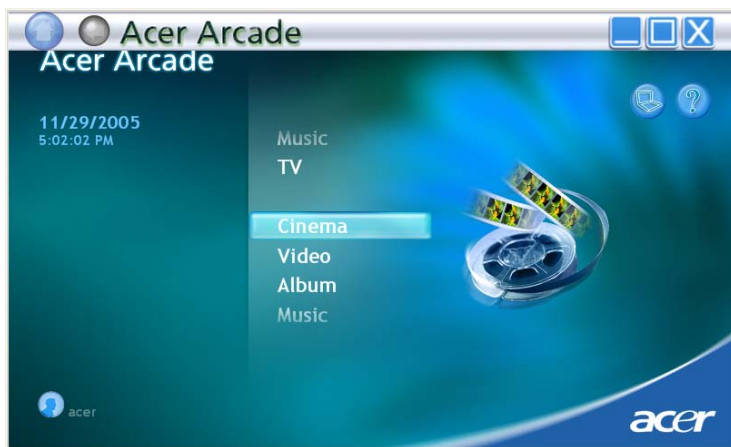 Acer Arcade
Acer Arcade
11/29/2005
5:02:02 PM
Music
TV
Cinema
Video
Album
Music
acer
acer